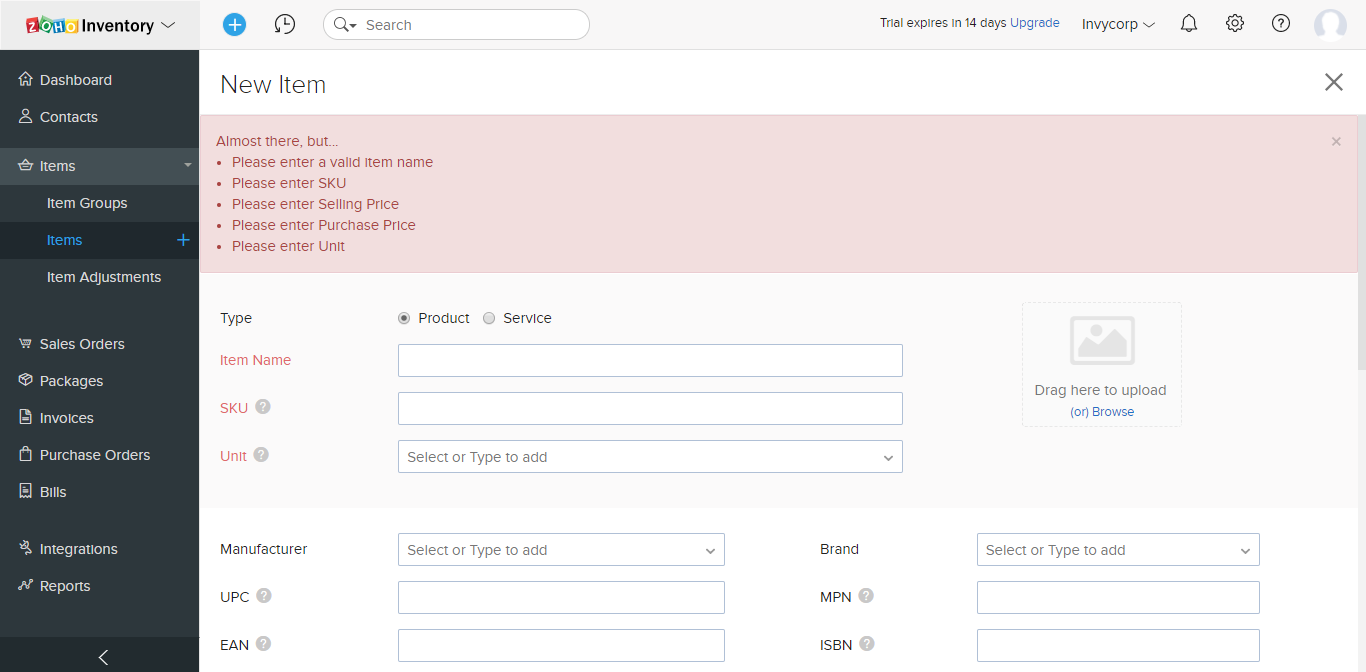 ZOHO Inventory
Search
Trial expires in 14 days Upgrade
Invycorp
Dashboard
Contacts
Items
Item Groups
Items
Item Adjustments
Sales Orders
Packages
Invoices
Purchase Orders
Bills
Integrations
Reports
New Item
Almost there, but...
Please enter a valid item name
Please enter SKU
Please enter Selling Price
Please enter Purchase Price
Please enter Unit
Type
Product
Service
Item Name
SKU ?
Unit ?
Select or Type to add
Drag here to upload
(or) Browse
Manufacturer
Select or Type to add
Brand
Select or Type to add
UPC ?
MPN ?
EAN ?
ISBN ?